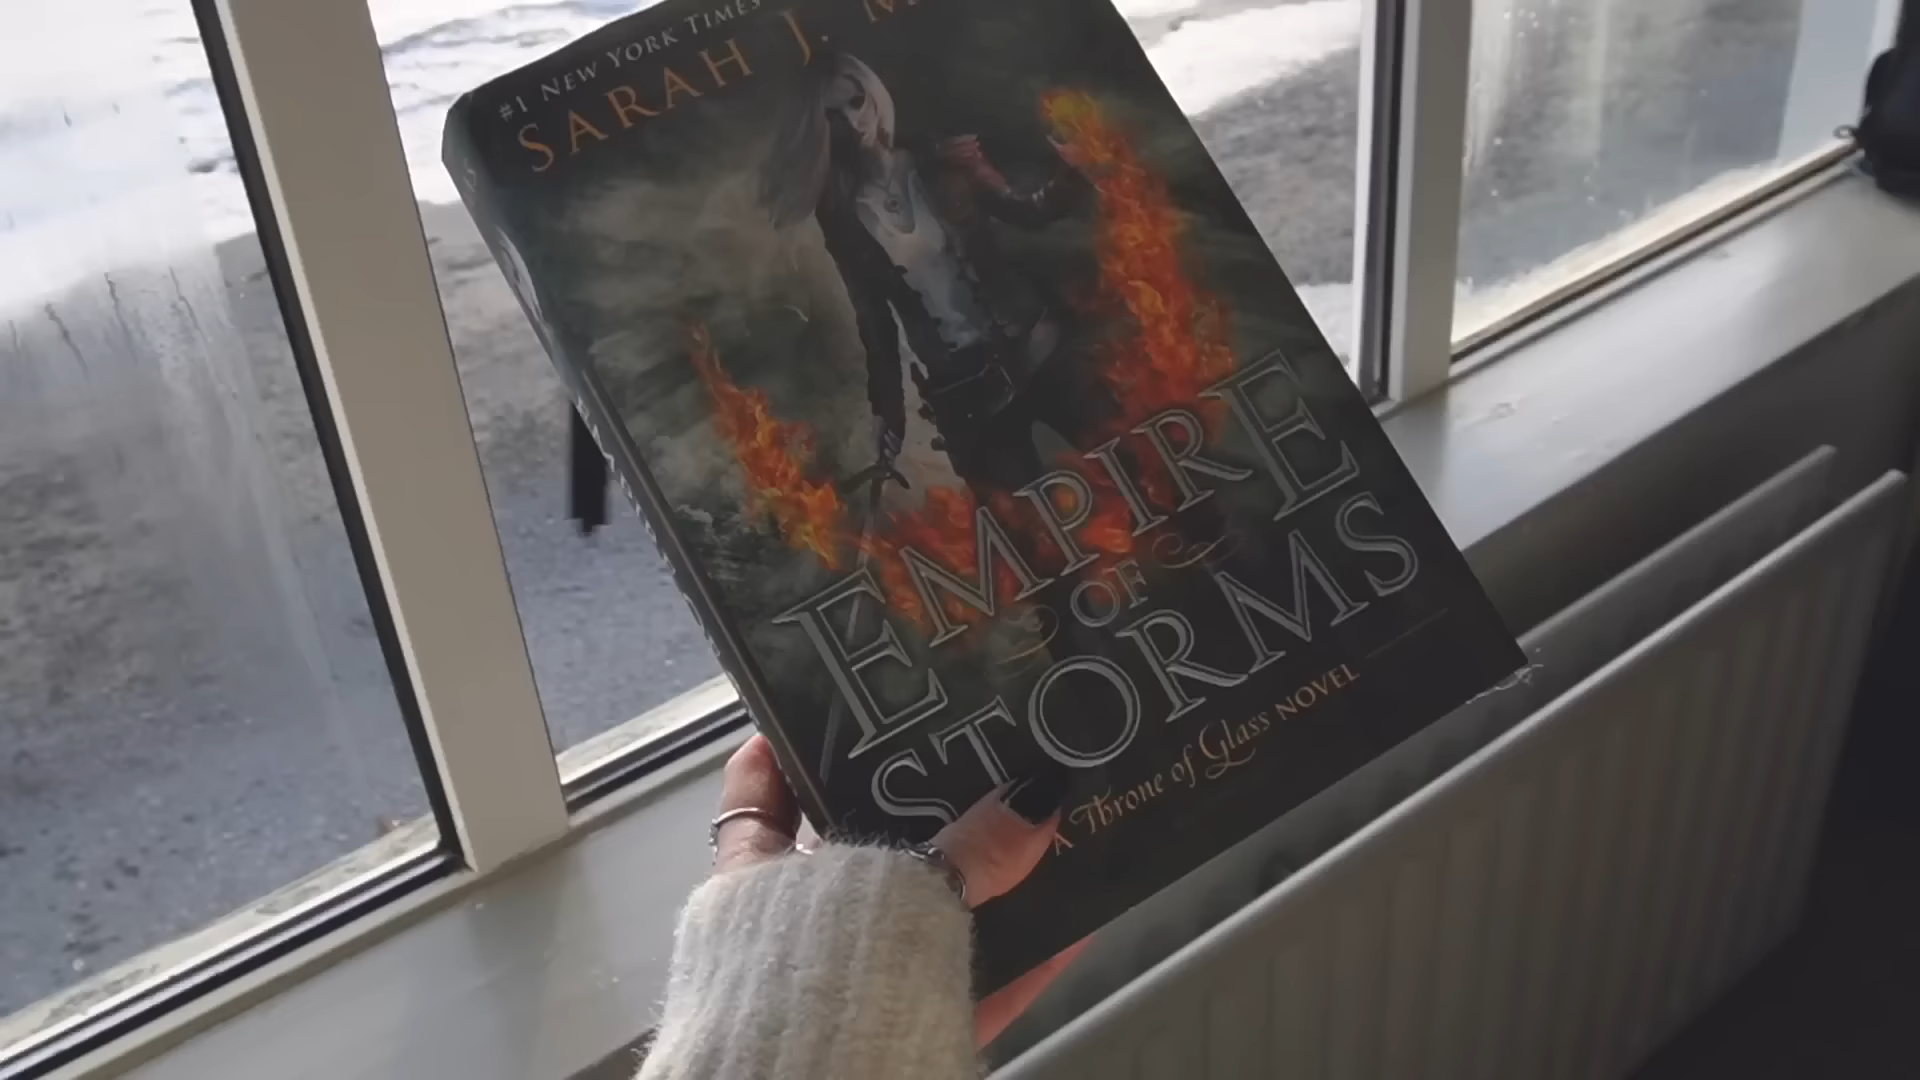 #1 NEW YORK TIMES
SARAH J. M
EMPIRE
OF
STORMS
A Throne of Glass NOVEL